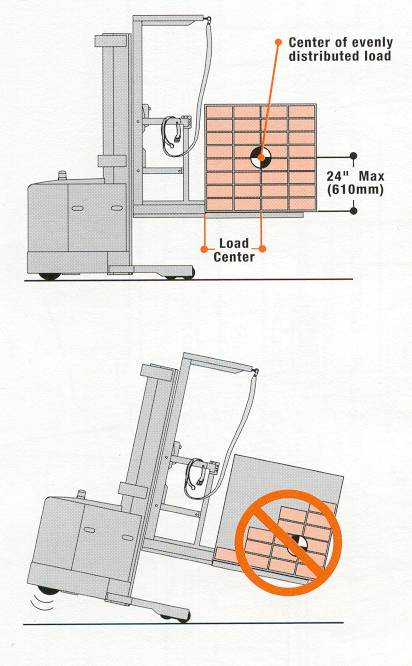 Center of evenly
distributed load
24" Max
(610mm)
Load
Center